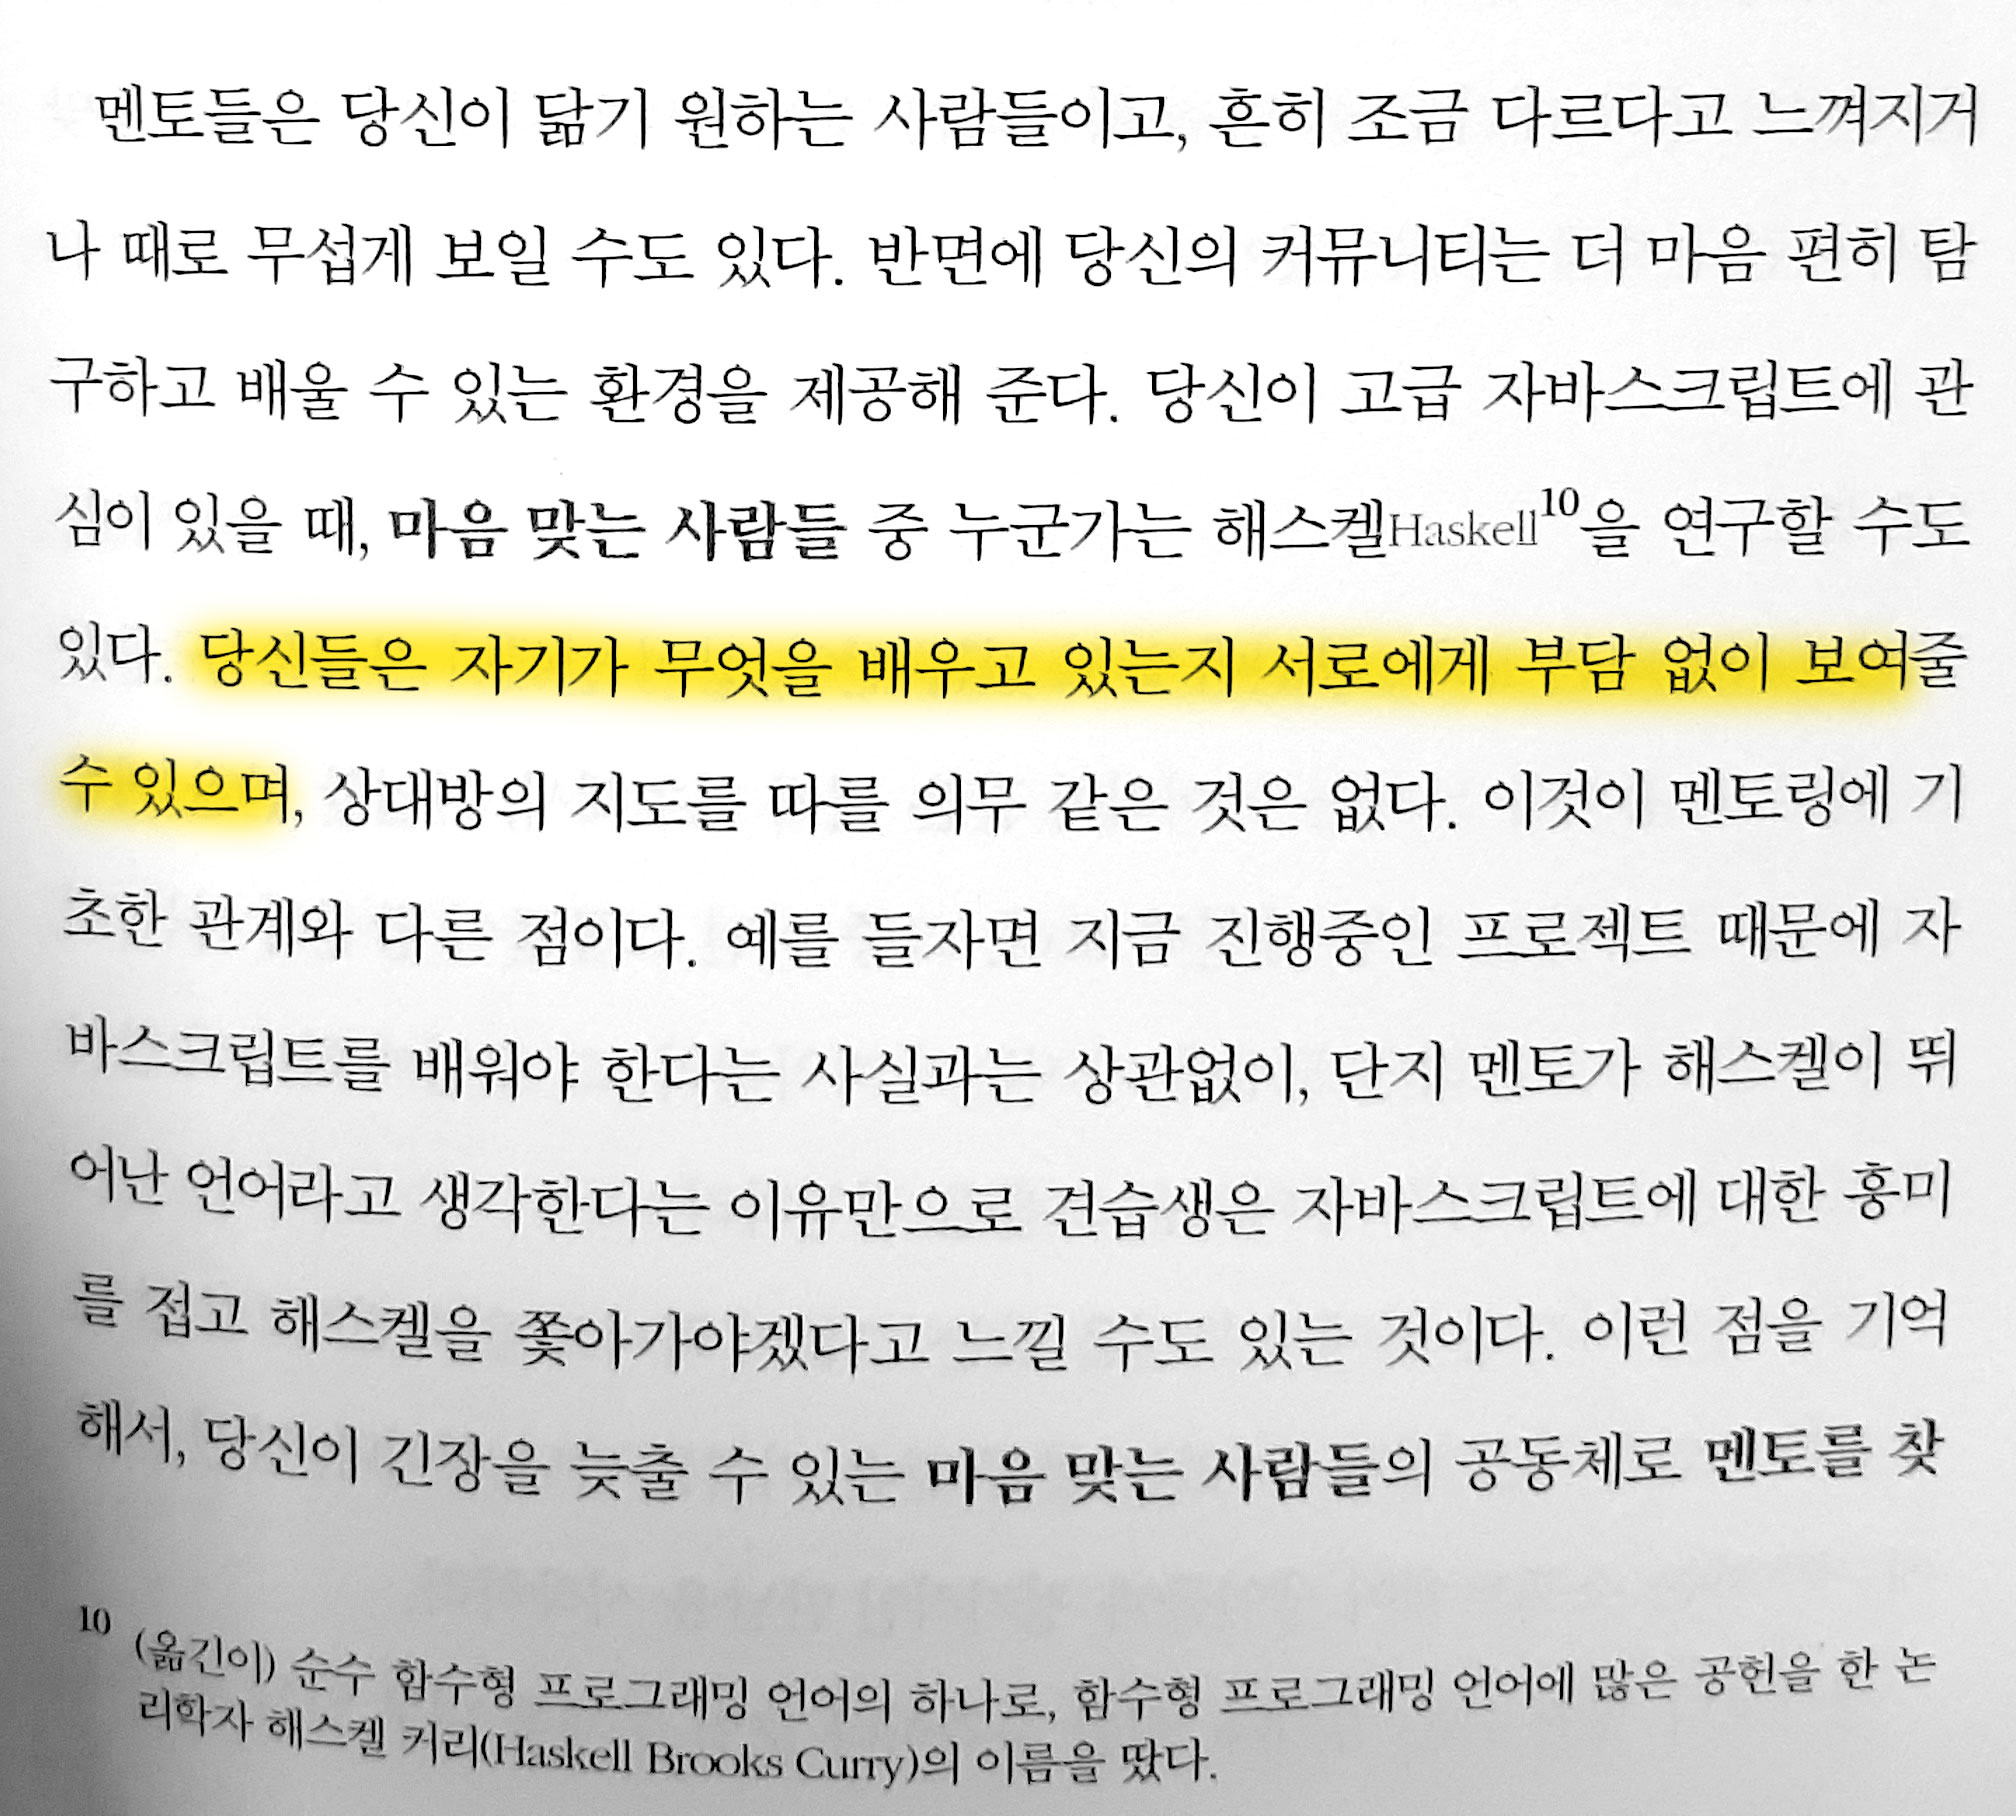 멘토들은 당신이 닮기 원하는 사람들이고, 흔히 조금 다르다고 느껴지거
나 때로 무섭게 보일 수도 있다. 반면에 당신의 커뮤니티는 더 마음 편히 탐
구하고 배울 수 있는 환경을 제공해 준다. 당신이 고급 자바스크립트에 관
심이 있을 때, 마음 맞는 사람들 중 누군가는 해스켈Haskell10을 연구할 수도
있다. 당신들은 자기가 무엇을 배우고 있는지 서로에게 부담 없이 보여줄
수 있으며, 상대방의 지도를 따를 의무 같은 것은 없다. 이것이 멘토링에 기
초한 관계와 다른 점이다. 예를 들자면 지금 진행중인 프로젝트 때문에 자
바스크립트를 배워야 한다는 사실과는 상관없이, 단지 멘토가 해스켈이 뛰
어난 언어라고 생각한다는 이유만으로 견습생은 자바스크립트에 대한 흥미
를 접고 해스켈을 쫓아가야겠다고 느낄 수도 있는 것이다. 이런 점을 기억
해서, 당신이 긴장을 늦출 수 있는 마음 맞는 사람들의 공동체로 멘토를 찾
10 (옮긴이) 순수 함수형 프로그래밍 언어의 하나로, 함수형 프로그래밍 언어에 많은 공헌을 한 논
리학자 해스켈 커리(Haskell Brooks Curry)의 이름을 땄다.